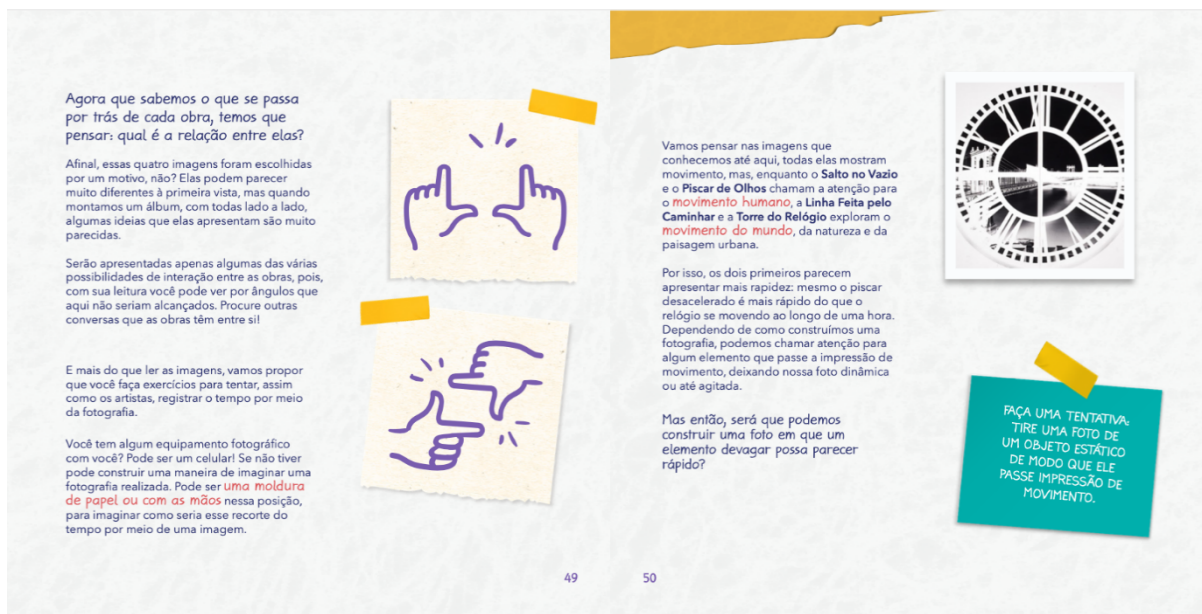 Agora que sabemos o que se passa
por trás de cada obra, temos que
pensar: qual é a relação entre elas?
Afinal, essas quatro imagens foram escolhidas
por um motivo, não? Elas podem parecer
muito diferentes à primeira vista, mas quando
montamos um álbum, com todas lado a lado,
algumas ideias que elas apresentam são muito
parecidas.
Serão apresentadas apenas algumas das várias
possibilidades de interação entre as obras, pois,
com sua leitura você pode ver por ângulos que
aqui não seriam alcançados. Procure outras
conversas que as obras têm entre si!
E mais do que ler as imagens, vamos propor
que você faça exercícios para tentar, assim
como os artistas, registrar o tempo por meio
da fotografia.
Você tem algum equipamento fotográfico
com você? Pode ser um celular! Se não tiver
pode construir uma maneira de imaginar uma
fotografia realizada. Pode ser uma moldura
de papel ou com as mãos nessa posição,
para imaginar como seria esse recorte do
tempo por meio de uma imagem.
49
Vamos pensar nas imagens que
conhecemos até aqui, todas elas mostram
movimento, mas, enquanto o Salto no Vazio
e o Piscar de Olhos chamam a atenção para
o movimento humano, a Linha Feita pelo
Caminhar e a Torre do Relógio exploram o
movimento do mundo, da natureza e da
paisagem urbana.
Por isso, os dois primeiros parecem
apresentar mais rapidez: mesmo o piscar
desacelerado é mais rápido do que o
relógio se movendo ao longo de uma hora.
Dependendo de como construímos uma
fotografia, podemos chamar atenção para
algum elemento que passe a impressão de
movimento, deixando nossa foto dinâmica
ou até agitada.
Mas então, será que podemos
construir uma foto em que um
elemento devagar possa parecer
rápido?
FAÇA UMA TENTATIVA:
TIRE UMA FOTO DE
UM OBJETO ESTÁTICO
DE MODO QUE ELE
PASSE IMPRESSÃO DE
MOVIMENTO.
50